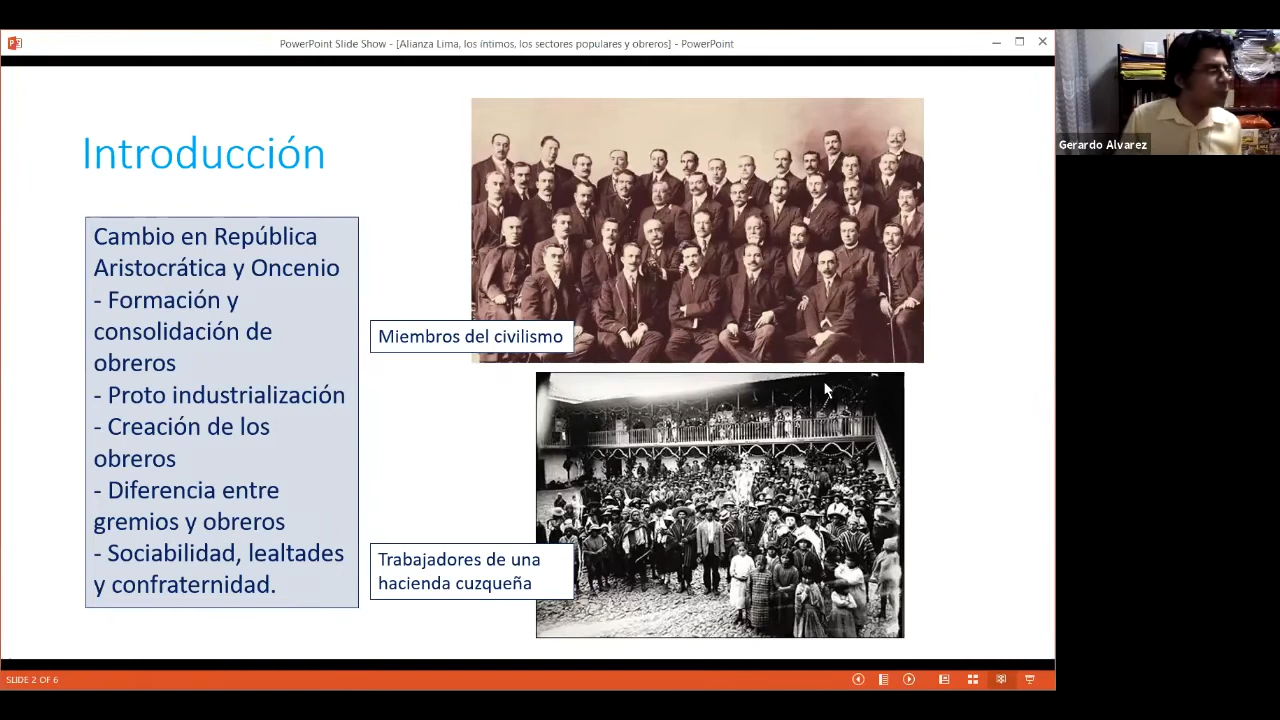 PowerPoint Slide Show - [Alianza Lima, los íntimos, los sectores populares y obreros] - PowerPoint
Gerardo Alvarez
Introducción
Cambio en República
Aristocrática y Oncenio
- Formación y
consolidación de
obreros
- Proto industrialización
- Creación de los
obreros
- Diferencia entre
gremios y obreros
- Sociabilidad, lealtades
y confraternidad.
Miembros del civilismo
Trabajadores de una
hacienda cuzqueña
SLIDE 2 OF 6